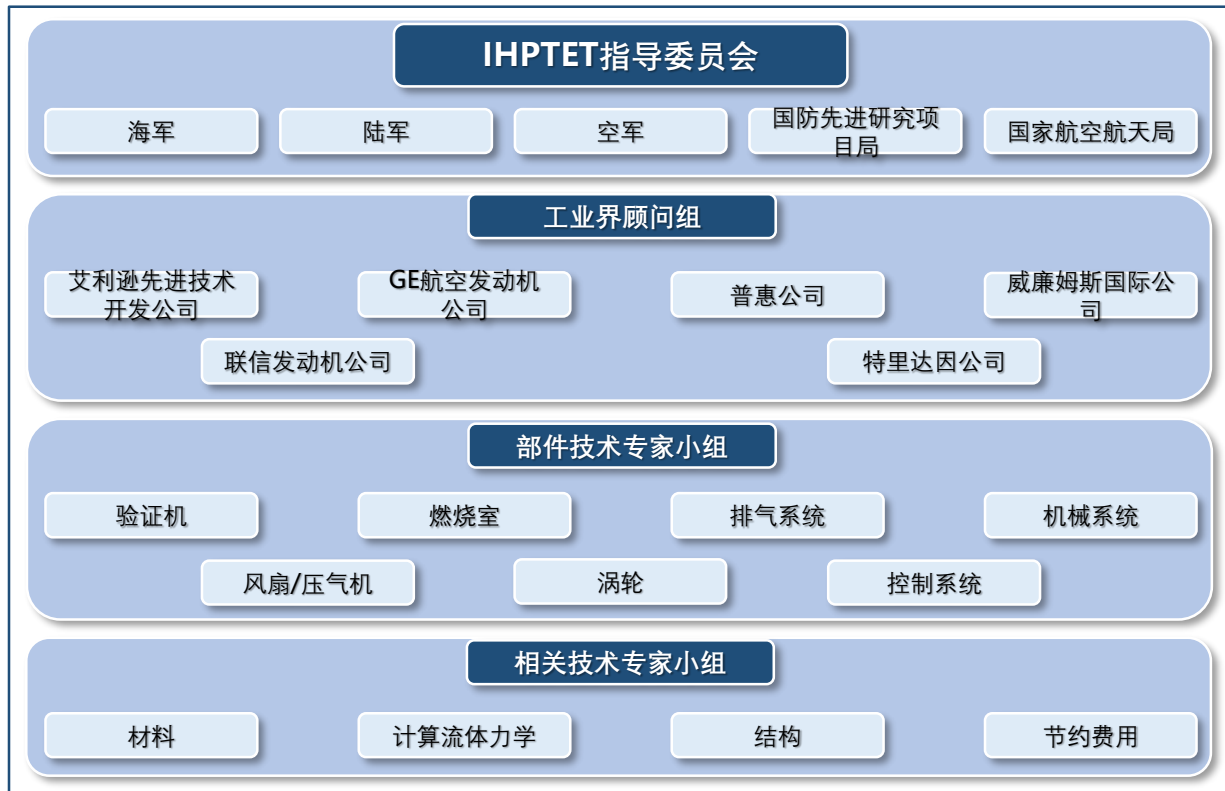 IHPTET指导委员会
海军
陆军
空军
国防先进研究项
目局
国家航空航天局
工业界顾问组
艾利逊先进技术
开发公司
GE航空发动机
公司
普惠公司
威廉姆斯国际公
司
联信发动机公司
特里达因公司
部件技术专家小组
验证机
燃烧室
排气系统
机械系统
风扇/压气机
涡轮
控制系统
相关技术专家小组
材料
计算流体力学
结构
节约费用